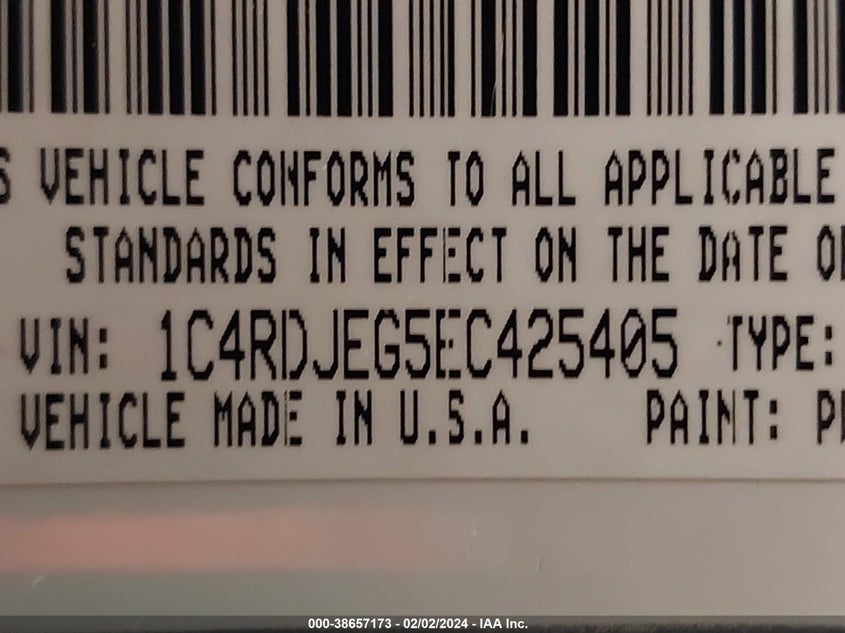 S VEHICLE CONFORMS TO ALL APPLICABLE
STANDARDS IN EFFECT ON THE DATE OF
VIN: 1C4RDJEG5EC425405 TYPE:
VEHICLE MADE IN U.S.A. PAINT: P
000-38657173 - 02/02/2024 - IAA Inc.